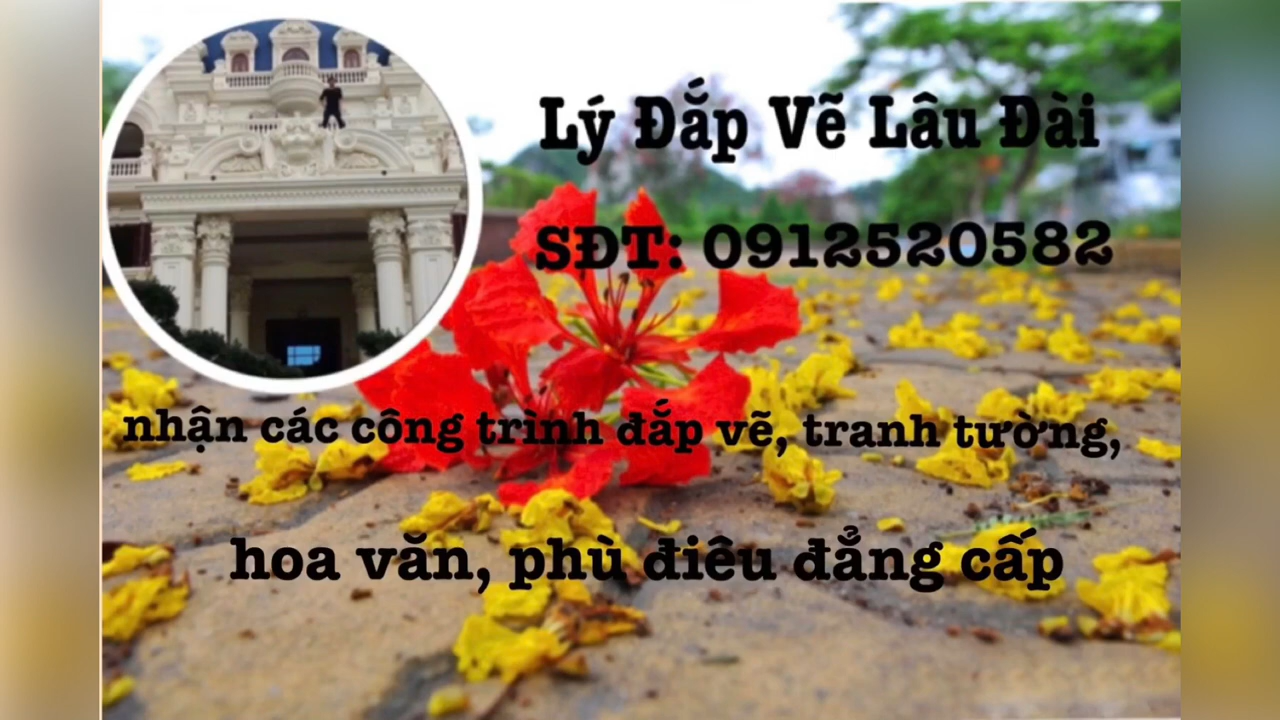 Lý Đắp Vẽ Lâu Đài
SĐT: 0912520582
nhận các công trình đắp vẽ, tranh tường,
hoa văn, phù điêu đẳng cấp